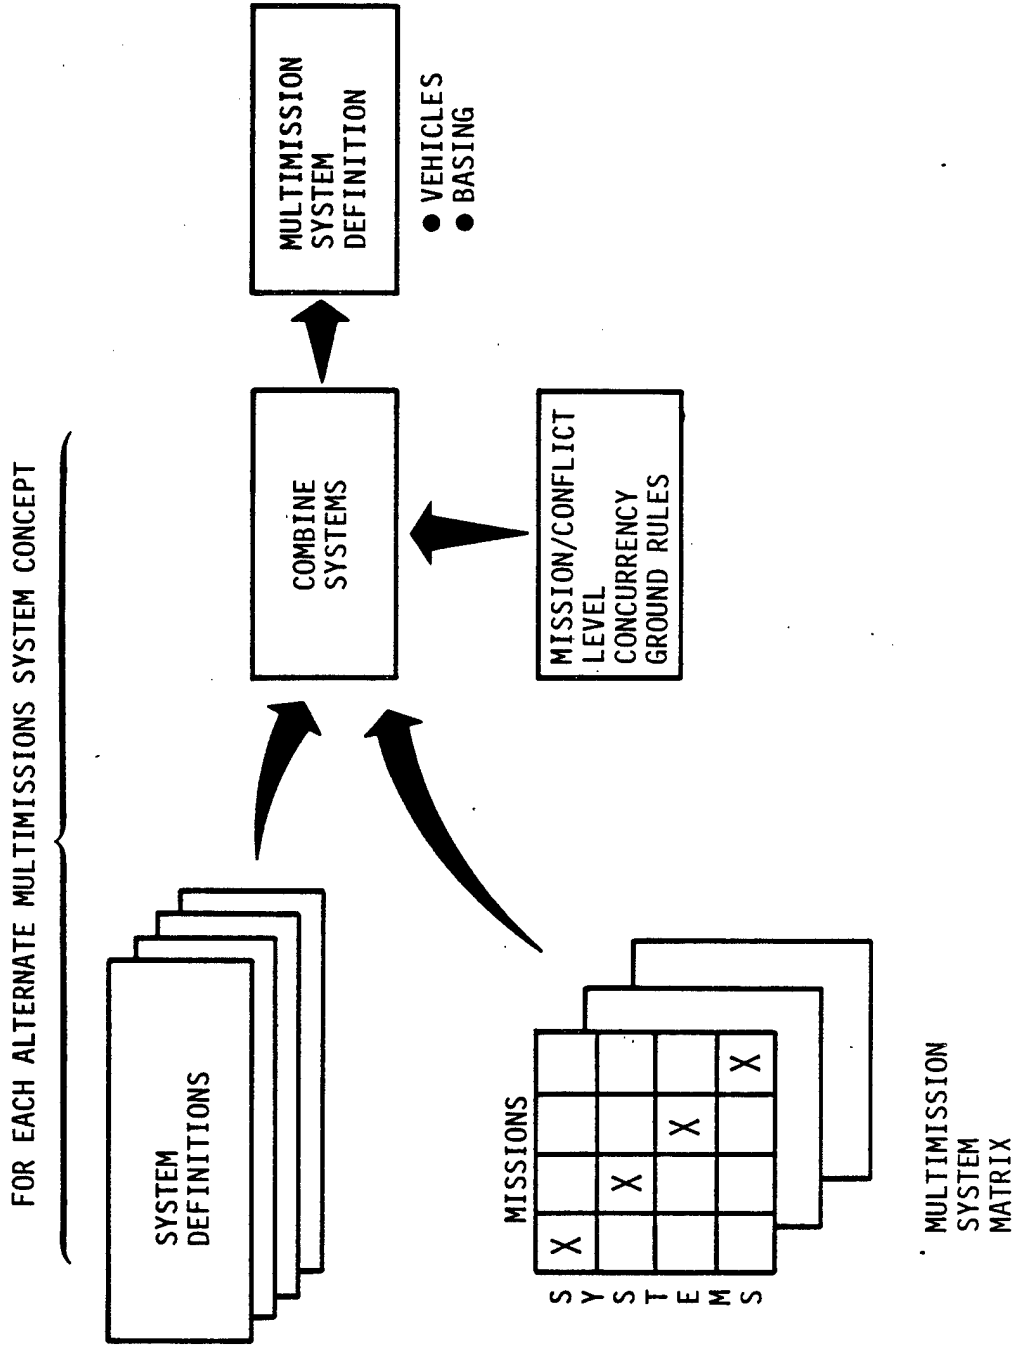 FOR EACH ALTERNATE MULTIMISSIONS SYSTEM CONCEPT
SYSTEM
DEFINITIONS
COMBINE
SYSTEMS
MULTIMISSION
SYSTEM
DEFINITION
● VEHICLES
● BASING
MISSIONS
SYSTEMS
X
X
X
X
MISSION/CONFLICT
LEVEL
CONCURRENCY
GROUND RULES
MULTIMISSION
SYSTEM
MATRIX